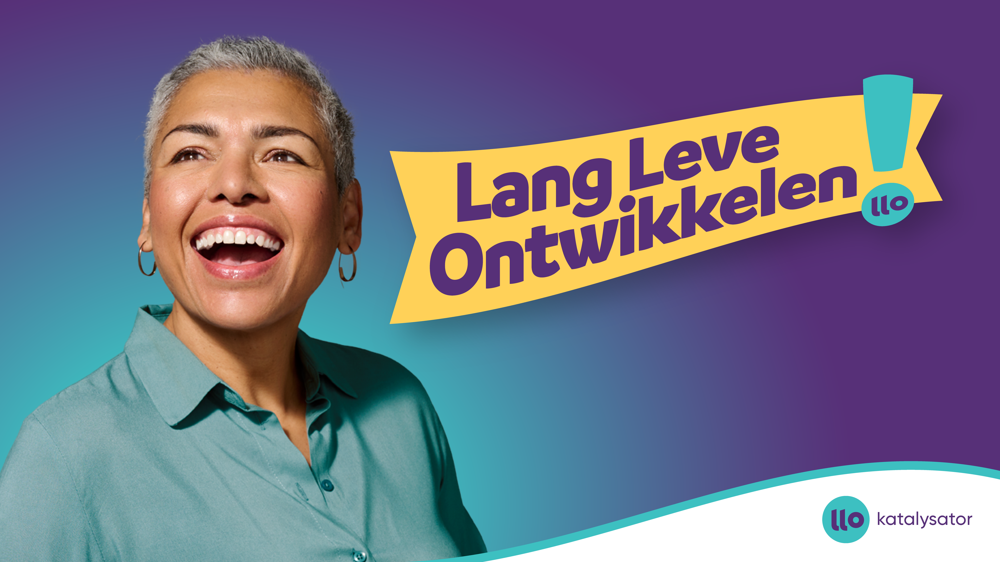 Lang Leve
Ontwikkelen!
llo
llo katalysator